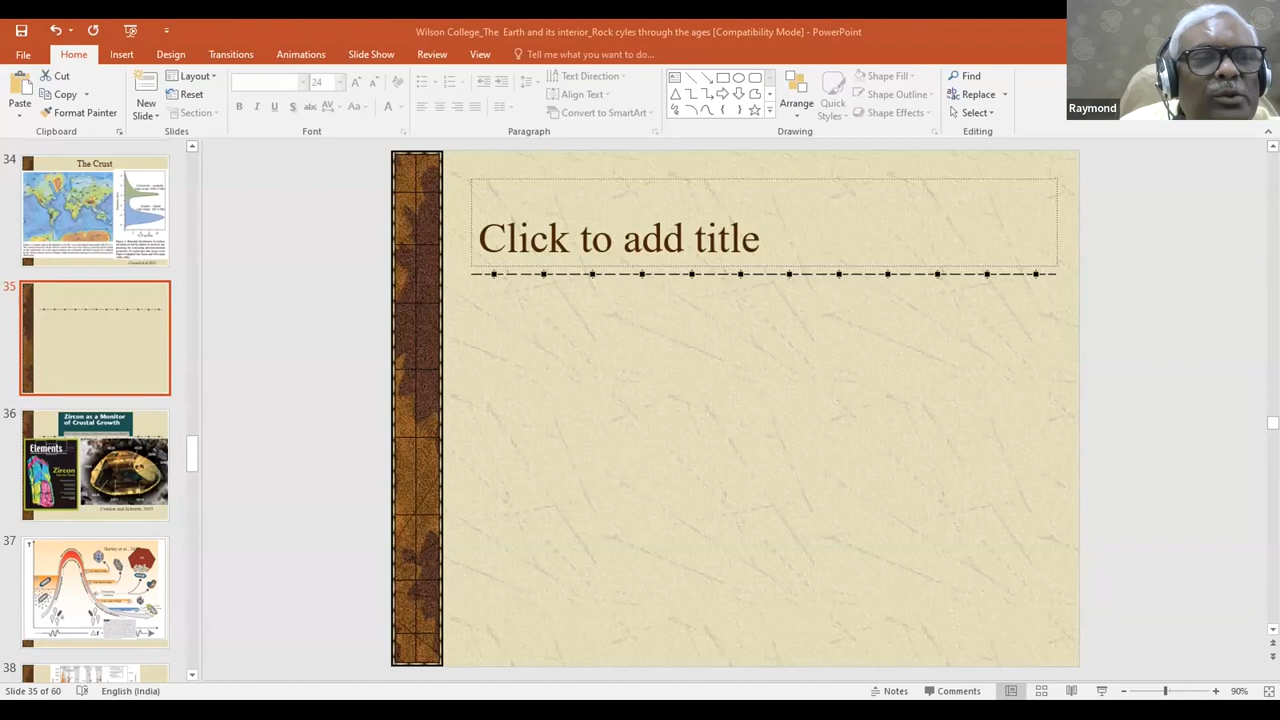 Wilson College_The Earth and its interior_Rock cyles through the ages [Compatibility Mode] - PowerPoint
File Home Insert Design Transitions Animations Slide Show Review View Tell me what you want to do...
Paste
Cut
Copy
Format Painter
Clipboard
New Slide
Layout
Reset
Section
Slides
24
B I U S abc AV Aa A
Font
Text Direction
Align Text
Convert to SmartArt
Paragraph
Arrange
Quick Styles
Shape Fill
Shape Outline
Shape Effects
Drawing
Find
Replace
Select
Editing
Raymond
34
The Crust
35
36
Zircon as a Monitor
of Crustal Growth
Elements
Zircon
37
38
Click to add title
Slide 35 of 60 English (India) Notes Comments 90%